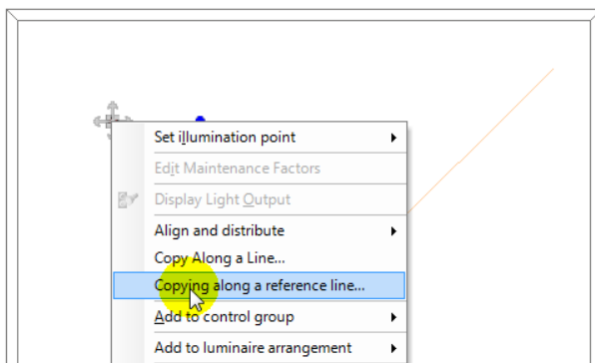 Set illumination point
Edit Maintenance Factors
Display Light Output
Align and distribute
Copy Along a Line...
Copying along a reference line...
Add to control group
Add to luminaire arrangement